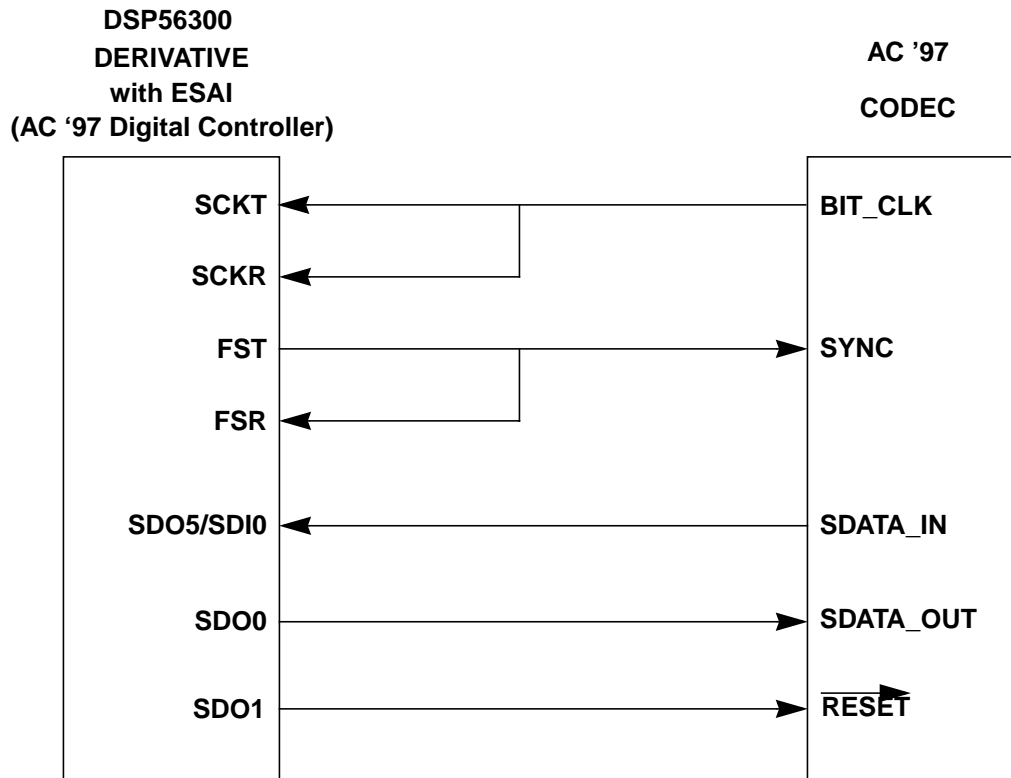 DSP56300
DERIVATIVE
with ESAI
(AC ‘97 Digital Controller)
AC ’97
CODEC
SCKT
BIT_CLK
SCKR
FST
SYNC
FSR
SDO5/SDI0
SDATA_IN
SDO0
SDATA_OUT
SDO1
RESET